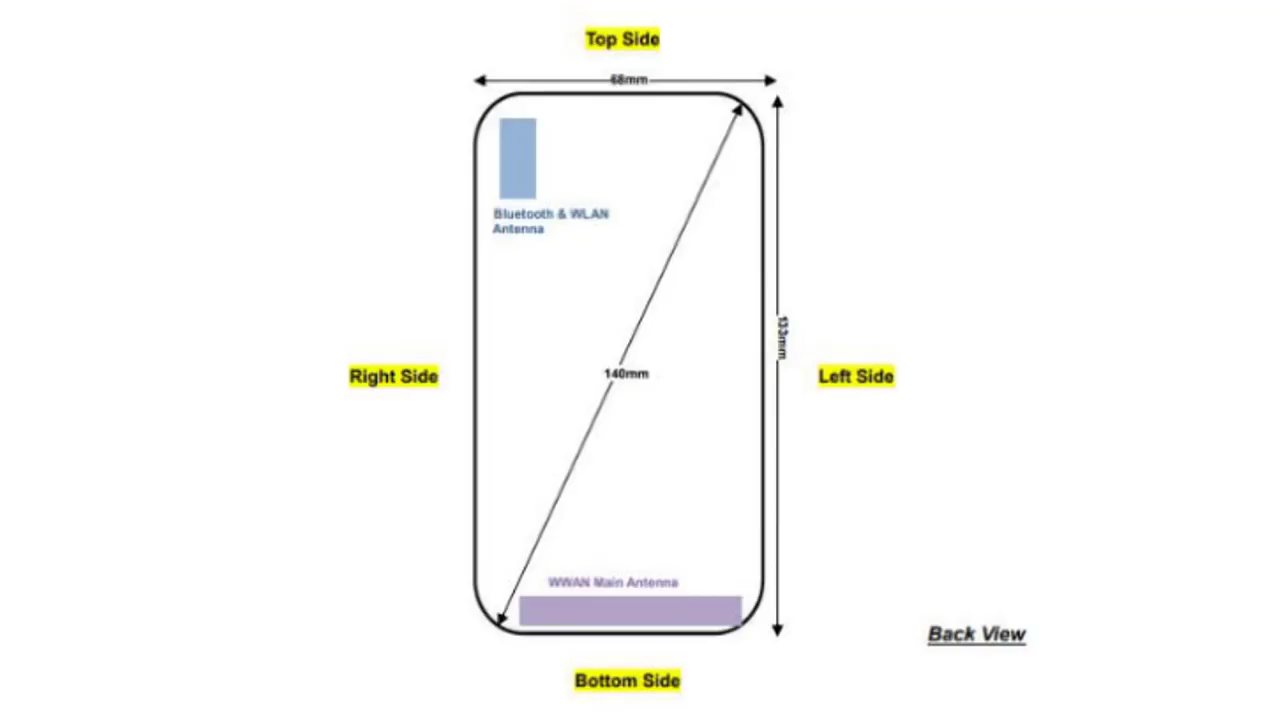 Top Side
68mm
Bluetooth & WLAN
Antenna
133mm
Right Side
140mm
Left Side
WWAN Main Antenna
Back View
Bottom Side